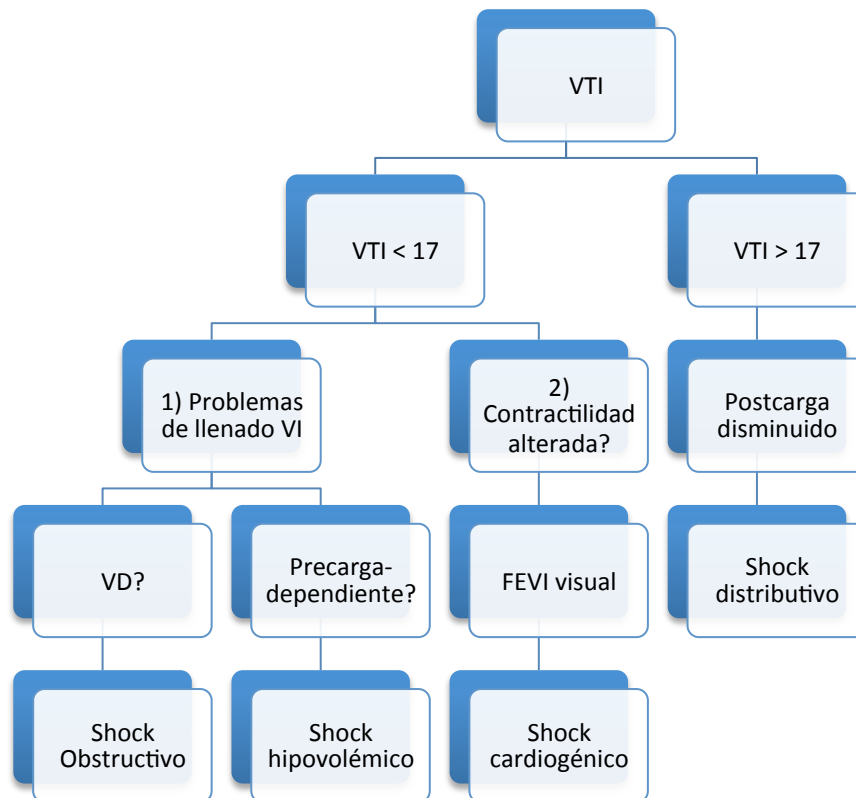 VTI
VTI < 17
VTI > 17
1) Problemas
de llenado VI
2)
Contractilidad
alterada?
Postcarga
disminuido
VD?
Precarga-
dependiente?
FEVI visual
Shock
distributivo
Shock
Obstructivo
Shock
hipovolémico
Shock
cardiogénico